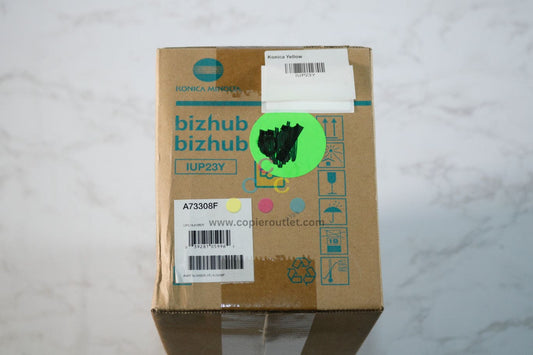 Konica Yellow
IUP23Y
KONICA MINOLTA
bizhub
bizhub
IUP23Y
A73308F
www.copieroutlet.com